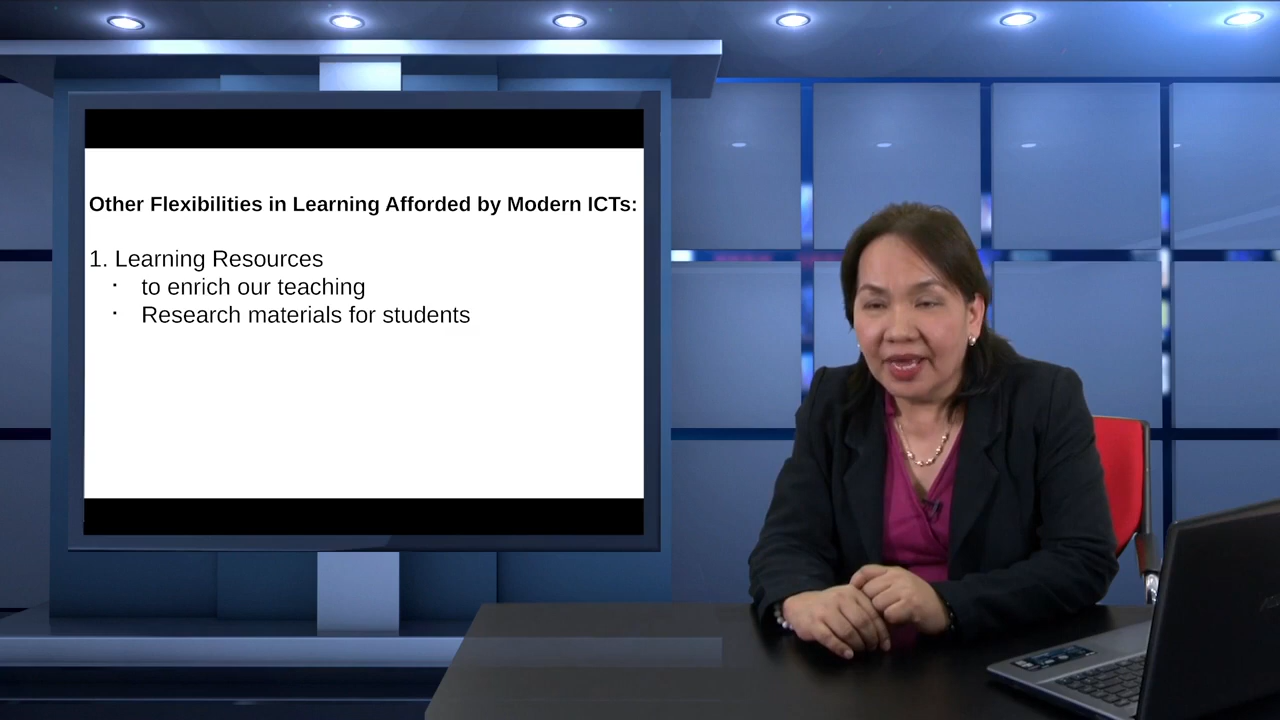 Other Flexibilities in Learning Afforded by Modern ICTs:
1. Learning Resources
· to enrich our teaching
· Research materials for students